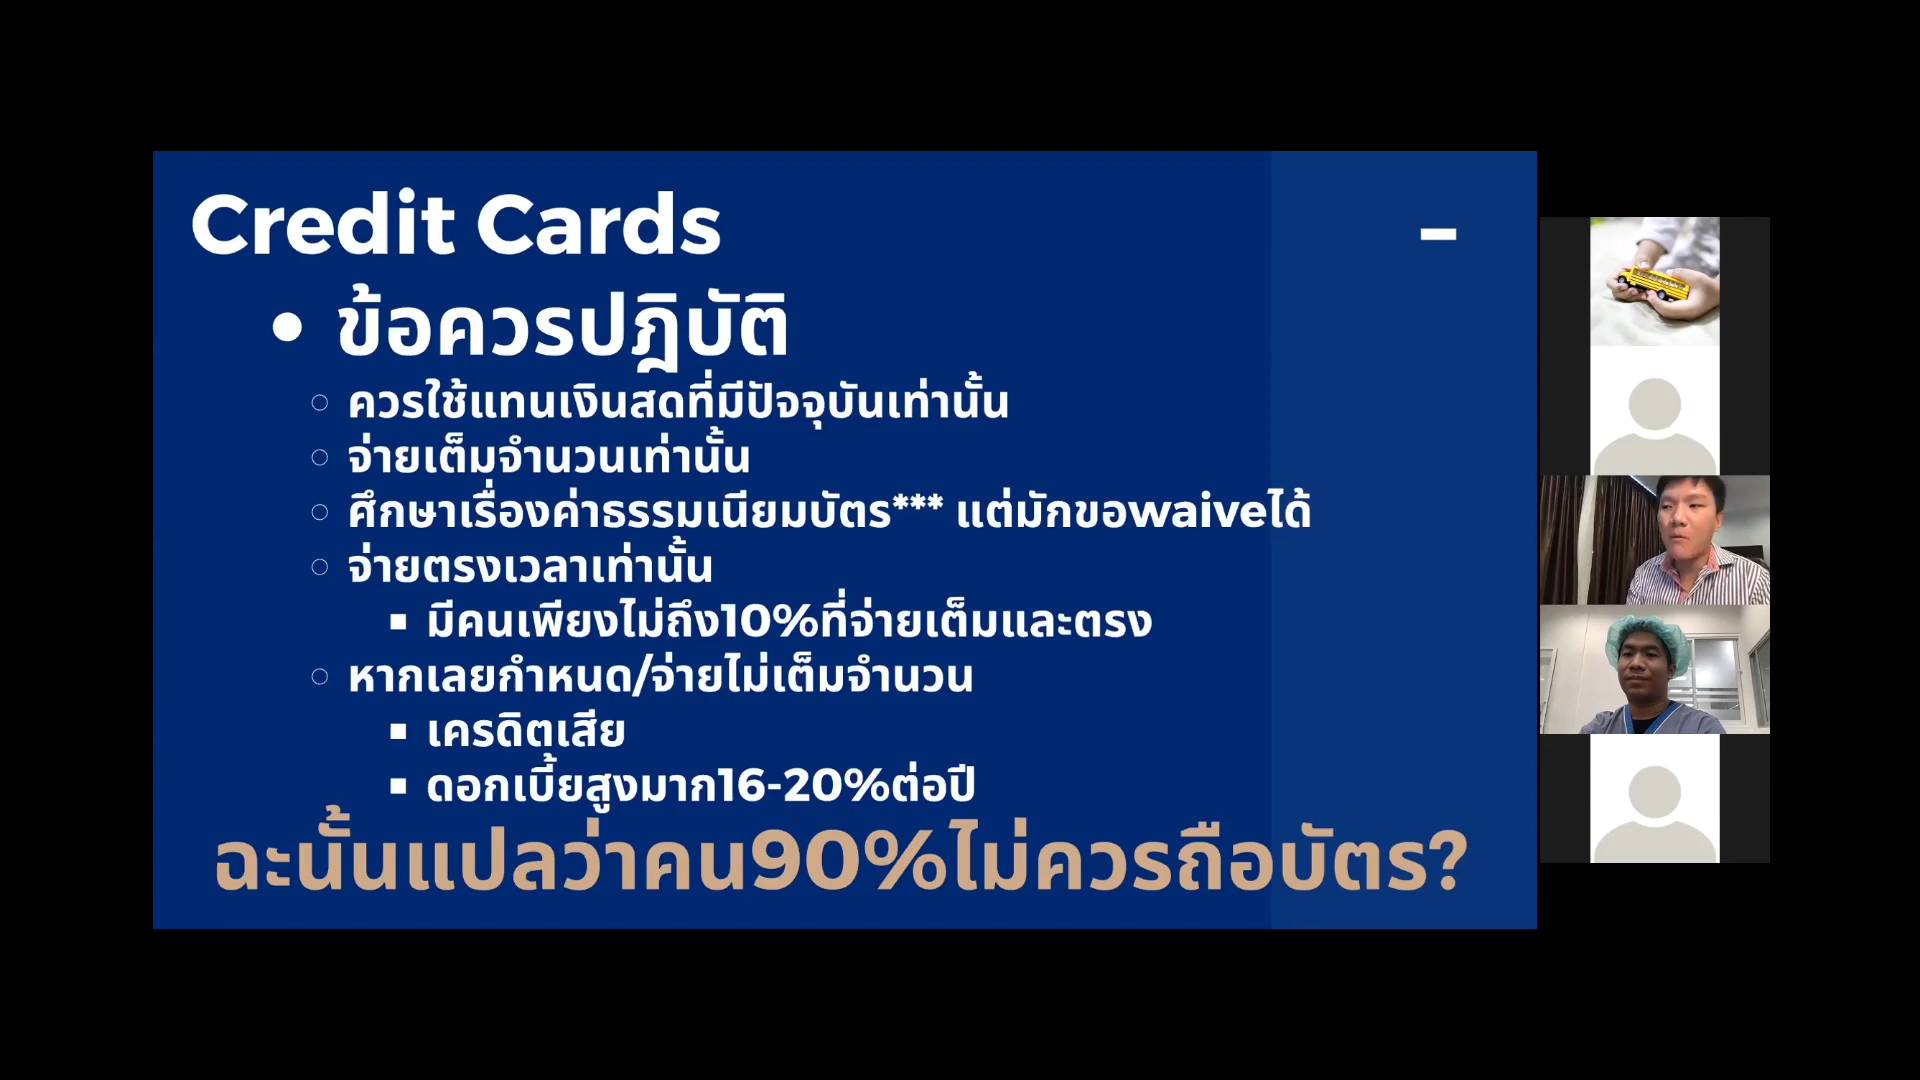 Credit Cards
–
• ข้อควรปฎิบัติ
○ ควรใช้แทนเงินสดที่มีปัจจุบันเท่านั้น
○ จ่ายเต็มจำนวนเท่านั้น
○ ศึกษาเรื่องค่าธรรมเนียมบัตร*** แต่มักขอwaiveได้
○ จ่ายตรงเวลาเท่านั้น
▪ มีคนเพียงไม่ถึง10%ที่จ่ายเต็มและตรง
○ หากเลยกำหนด/จ่ายไม่เต็มจำนวน
▪ เครดิตเสีย
▪ ดอกเบี้ยสูงมาก16-20%ต่อปี
ฉะนั้นแปลว่าคน90%ไม่ควรถือบัตร?